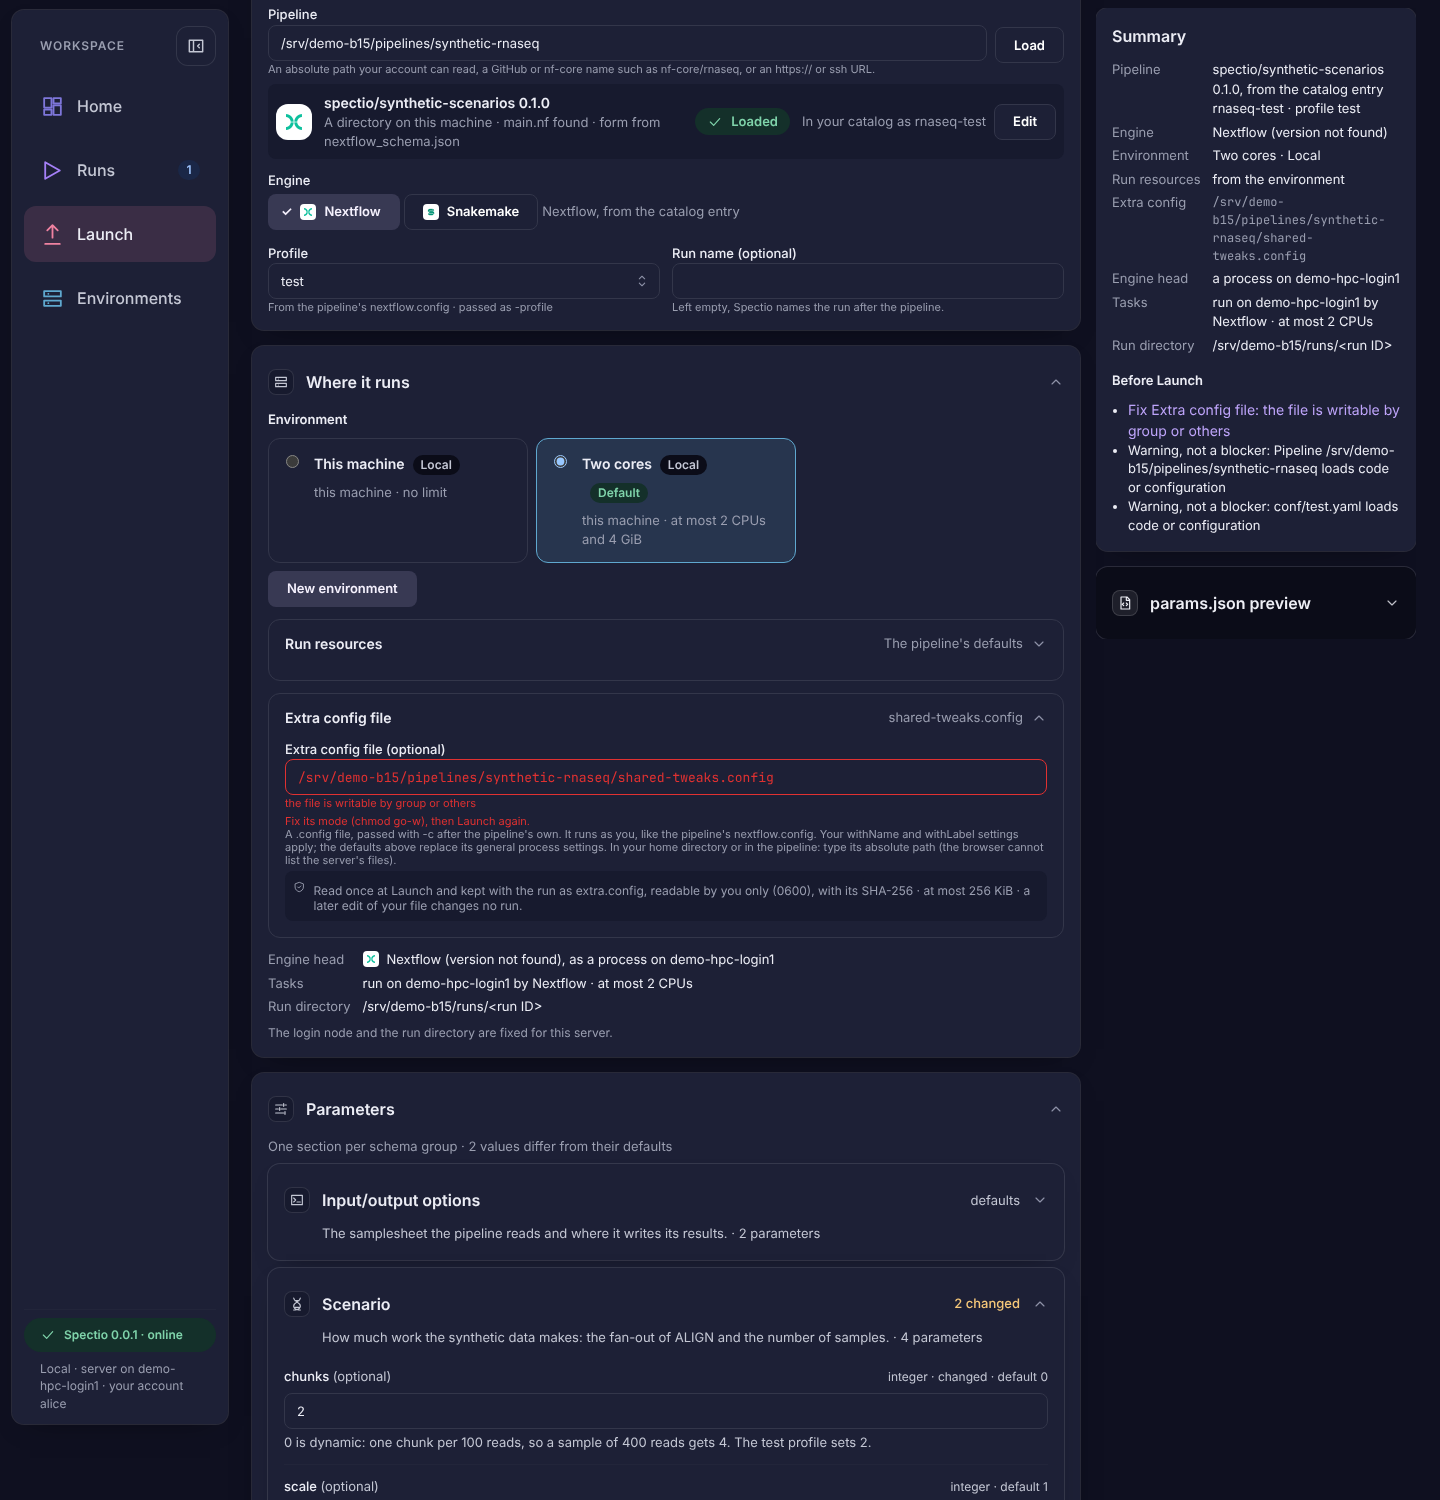 WORKSPACE
Home
Runs
1
Launch
Environments
Spectio 0.0.1 · online
Local · server on demo-
hpc-login1 · your account
alice
Pipeline
/srv/demo-b15/pipelines/synthetic-rnaseq
Load
An absolute path your account can read, a GitHub or nf-core name such as nf-core/rnaseq, or an https:// or ssh URL.
spectio/synthetic-scenarios 0.1.0
A directory on this machine · main.nf found · form from
nextflow_schema.json
Loaded
In your catalog as rnaseq-test
Edit
Engine
Nextflow
Snakemake
Nextflow, from the catalog entry
Profile
Run name (optional)
test
From the pipeline's nextflow.config · passed as -profile
Left empty, Spectio names the run after the pipeline.
Where it runs
Environment
This machine
Local
this machine · no limit
Two cores
Local
Default
this machine · at most 2 CPUs
and 4 GiB
New environment
Run resources
The pipeline's defaults
Extra config file
shared-tweaks.config
Extra config file (optional)
/srv/demo-b15/pipelines/synthetic-rnaseq/shared-tweaks.config
the file is writable by group or others
Fix its mode (chmod go-w), then Launch again.
A .config file, passed with -c after the pipeline's own. It runs as you, like the pipeline's nextflow.config. Your withName and withLabel settings
apply; the defaults above replace its general process settings. In your home directory or in the pipeline: type its absolute path (the browser cannot
list the server's files).
Read once at Launch and kept with the run as extra.config, readable by you only (0600), with its SHA-256 · at most 256 KiB · a
later edit of your file changes no run.
Engine head
Nextflow (version not found), as a process on demo-hpc-login1
Tasks
run on demo-hpc-login1 by Nextflow · at most 2 CPUs
Run directory
/srv/demo-b15/runs/<run ID>
The login node and the run directory are fixed for this server.
Parameters
One section per schema group · 2 values differ from their defaults
Input/output options
defaults
The samplesheet the pipeline reads and where it writes its results. · 2 parameters
Scenario
2 changed
How much work the synthetic data makes: the fan-out of ALIGN and the number of samples. · 4 parameters
chunks (optional)
integer · changed · default 0
2
0 is dynamic: one chunk per 100 reads, so a sample of 400 reads gets 4. The test profile sets 2.
scale (optional)
integer · default 1
Summary
Pipeline
spectio/synthetic-scenarios
0.1.0, from the catalog entry
rnaseq-test · profile test
Engine
Nextflow (version not found)
Environment
Two cores · Local
Run resources
from the environment
Extra config
/srv/demo-
b15/pipelines/synthetic-
rnaseq/shared-
tweaks.config
Engine head
a process on demo-hpc-login1
Tasks
run on demo-hpc-login1 by
Nextflow · at most 2 CPUs
Run directory
/srv/demo-b15/runs/<run ID>
Before Launch
• Fix Extra config file: the file is writable by
group or others
• Warning, not a blocker: Pipeline /srv/demo-
b15/pipelines/synthetic-rnaseq loads code
or configuration
• Warning, not a blocker: conf/test.yaml loads
code or configuration
params.json preview